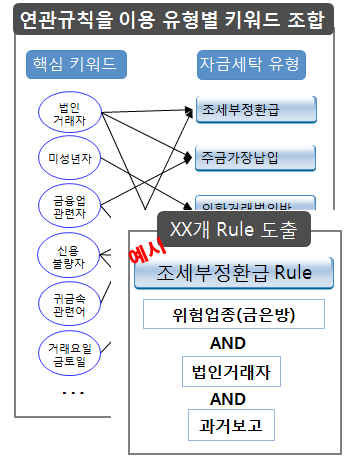 연관규칙을 이용 유형별 키워드 조합
핵심 키워드
자금세탁 유형
법인
거래자
미성년자
금융업
관련자
신용
불량자
귀금속
관련어
거래요일
금토일
...
조세부정환급
주금가장납입
XX개 Rule 도출
예시
조세부정환급 Rule
위험업종(금은방)
AND
법인거래자
AND
과거보고